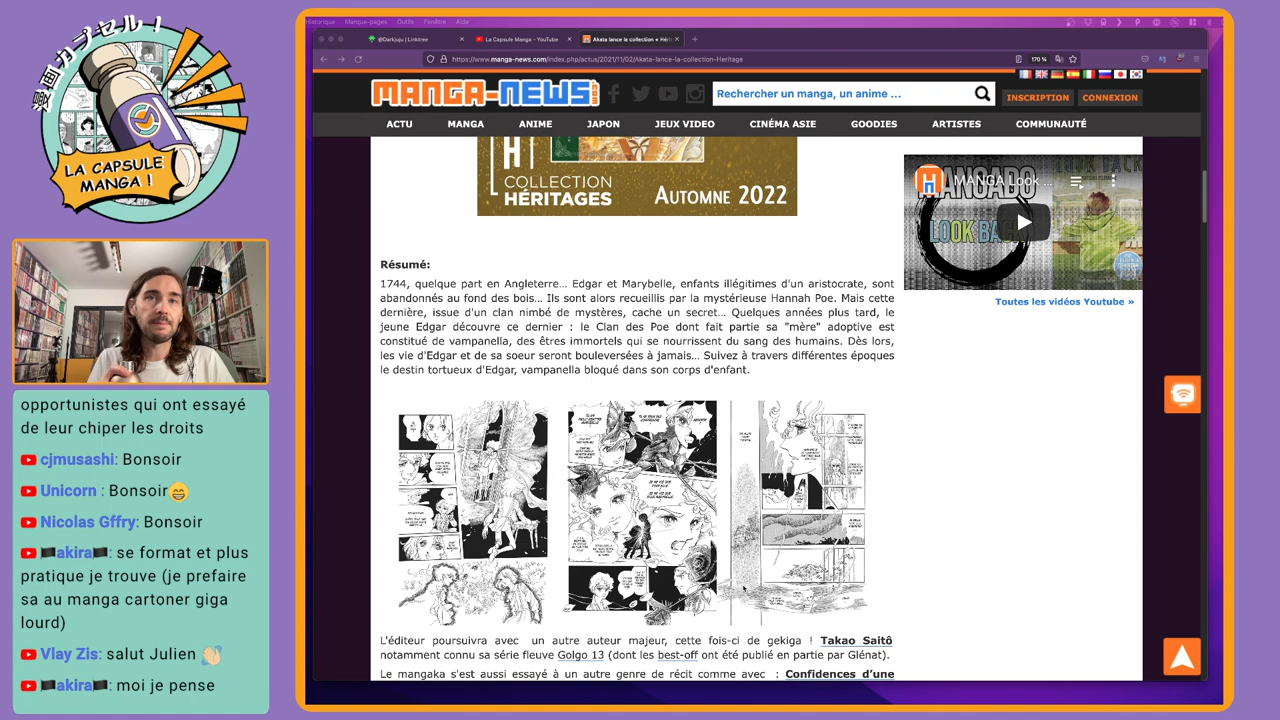 漫画カプセル！
LA CAPSULE
MANGA !
opportunistes qui ont essayé
de leur chiper les droits
cjmusashi: Bonsoir
Unicorn : Bonsoir😁
Nicolas Gffry: Bonsoir
🏴akira🏴: se format et plus
pratique je trouve (je prefaire
sa au manga cartoner giga
lourd)
Vlay Zis: salut Julien 👋🏻
🏴akira🏴: moi je pense
Historique Marque-pages Outils Fenêtre Aide
@Darkjuju | Linktree
La Capsule Manga - YouTube
Akata lance la collection « Hérit
https://www.manga-news.com/index.php/actus/2021/11/02/Akata-lance-la-collection-Heritage
170 %
MANGA-NEWS
Rechercher un manga, un anime ...
INSCRIPTION
CONNEXION
ACTU MANGA ANIME JAPON JEUX VIDEO CINÉMA ASIE GOODIES ARTISTES COMMUNAUTÉ
H
COLLECTION
HÉRITAGES
AUTOMNE 2022
MANGA Look ...
LOOK BACK
Toutes les vidéos Youtube »
Résumé:
1744, quelque part en Angleterre... Edgar et Marybelle, enfants illégitimes d'un aristocrate, sont
abandonnés au fond des bois... Ils sont alors recueillis par la mystérieuse Hannah Poe. Mais cette
dernière, issue d'un clan nimbé de mystères, cache un secret... Quelques années plus tard, le
jeune Edgar découvre ce dernier : le Clan des Poe dont fait partie sa "mère" adoptive est
constitué de vampanella, des êtres immortels qui se nourrissent du sang des humains. Dès lors,
les vie d'Edgar et de sa soeur seront bouleversées à jamais... Suivez à travers différentes époques
le destin tortueux d'Edgar, vampanella bloqué dans son corps d'enfant.
L'éditeur poursuivra avec un autre auteur majeur, cette fois-ci de gekiga ! Takao Saitô
notamment connu sa série fleuve Golgo 13 (dont les best-off ont été publié en partie par Glénat).
Le mangaka s'est aussi essayé à un autre genre de récit comme avec : Confidences d'une